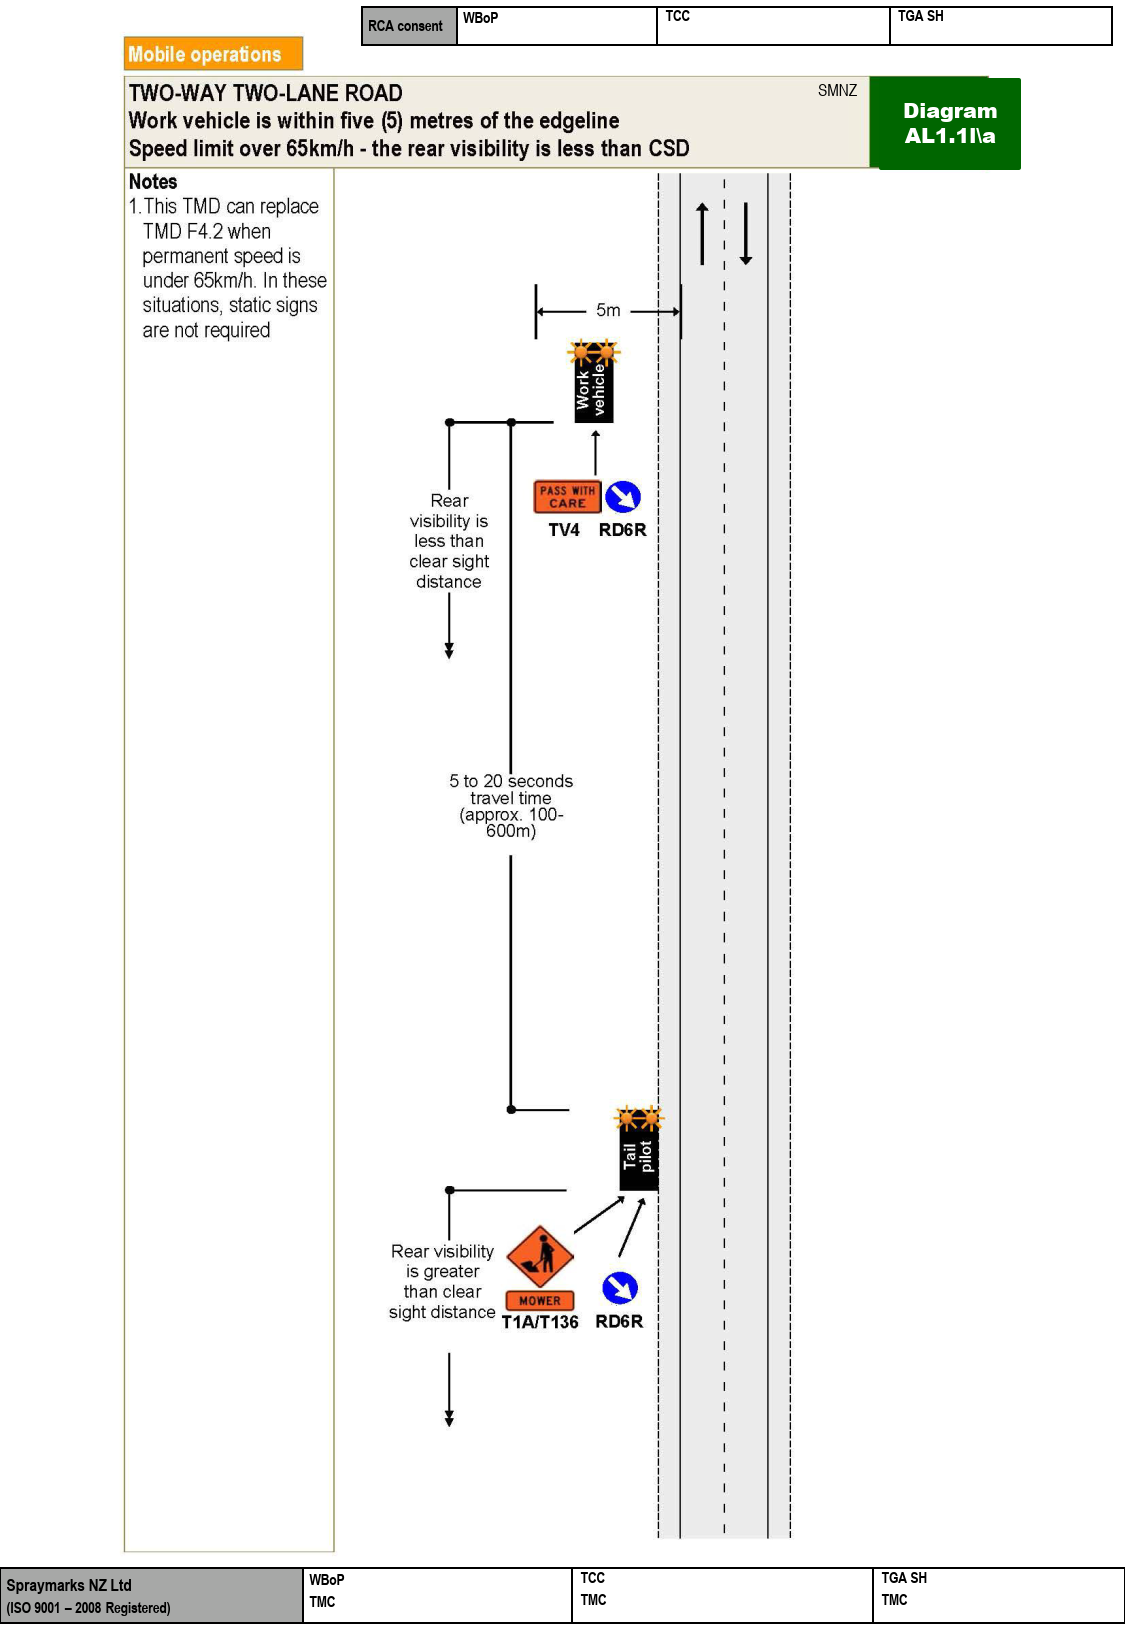 RCA consent
WBoP
TCC
TGA SH
Mobile operations
TWO-WAY TWO-LANE ROAD
SMNZ
Work vehicle is within five (5) metres of the edgeline
Speed limit over 65km/h - the rear visibility is less than CSD
Diagram
AL1.1l\a
Notes
1.This TMD can replace
TMD F4.2 when
permanent speed is
under 65km/h. In these
situations, static signs
are not required
5m
Work
vehicle
Rear
visibility is
less than
clear sight
distance
PASS WITH
CARE
TV4
RD6R
5 to 20 seconds
travel time
(approx. 100-
600m)
Tail
pilot
Rear visibility
is greater
than clear
sight distance
MOWER
T1A/T136
RD6R
Spraymarks NZ Ltd
(ISO 9001 – 2008 Registered)
WBoP
TMC
TCC
TMC
TGA SH
TMC